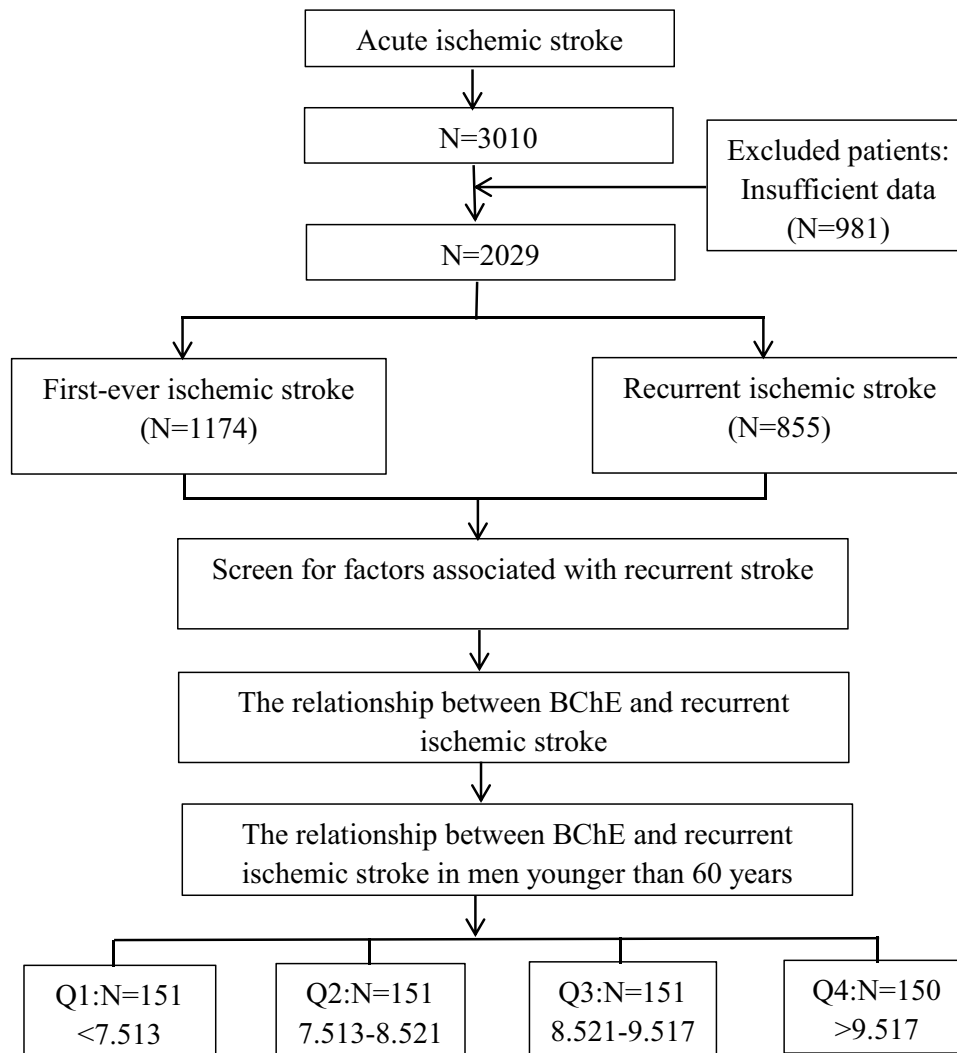 Acute ischemic stroke
N=3010
Excluded patients:
Insufficient data
(N=981)
N=2029
First-ever ischemic stroke
(N=1174)
Recurrent ischemic stroke
(N=855)
Screen for factors associated with recurrent stroke
The relationship between BChE and recurrent
ischemic stroke
The relationship between BChE and recurrent
ischemic stroke in men younger than 60 years
Q1:N=151
<7.513
Q2:N=151
7.513-8.521
Q3:N=151
8.521-9.517
Q4:N=150
>9.517